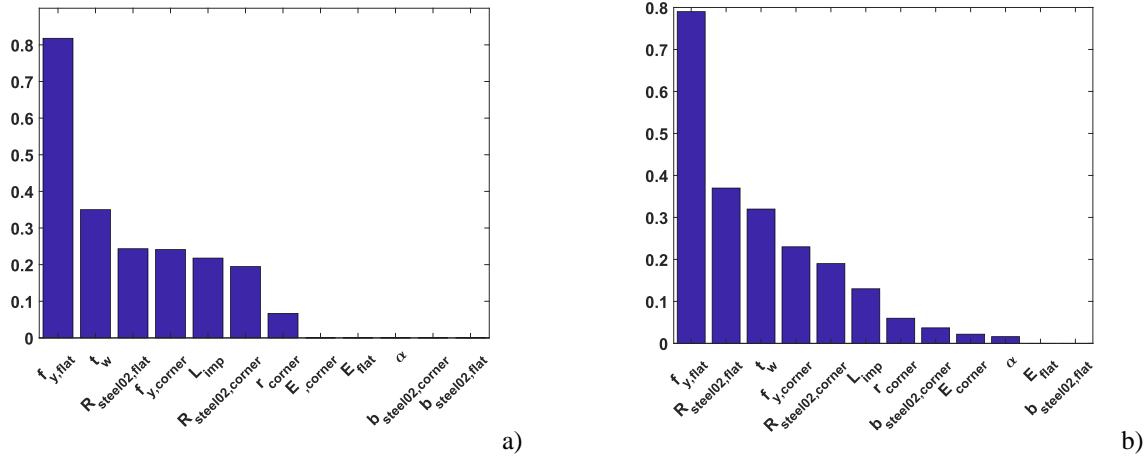 0.8
0.7
0.6
0.5
0.4
0.3
0.2
0.1
0
f y,flat
t w
R steel02,flat
f y,corner
L imp
R steel02,corner
r corner
E ,corner
E flat
α
b steel02,corner
b steel02,flat
a)
0.8
0.7
0.6
0.5
0.4
0.3
0.2
0.1
0
f y,flat
R steel02,flat
t w
f y,corner
R steel02,corner
L imp
r corner
b steel02,corner
E corner
α
E flat
b steel02,flat
b)